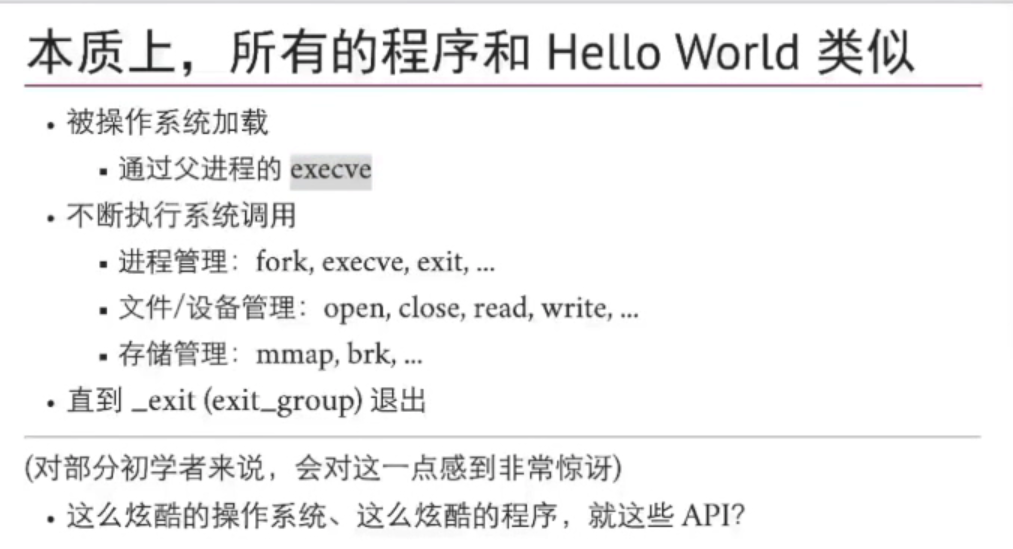 本质上，所有的程序和 Hello World 类似
• 被操作系统加载
▪ 通过父进程的 execve
• 不断执行系统调用
▪ 进程管理：fork, execve, exit, ...
▪ 文件/设备管理：open, close, read, write, ...
▪ 存储管理：mmap, brk, ...
• 直到 _exit (exit_group) 退出
(对部分初学者来说，会对这一点感到非常惊讶)
• 这么炫酷的操作系统、这么炫酷的程序，就这些 API？